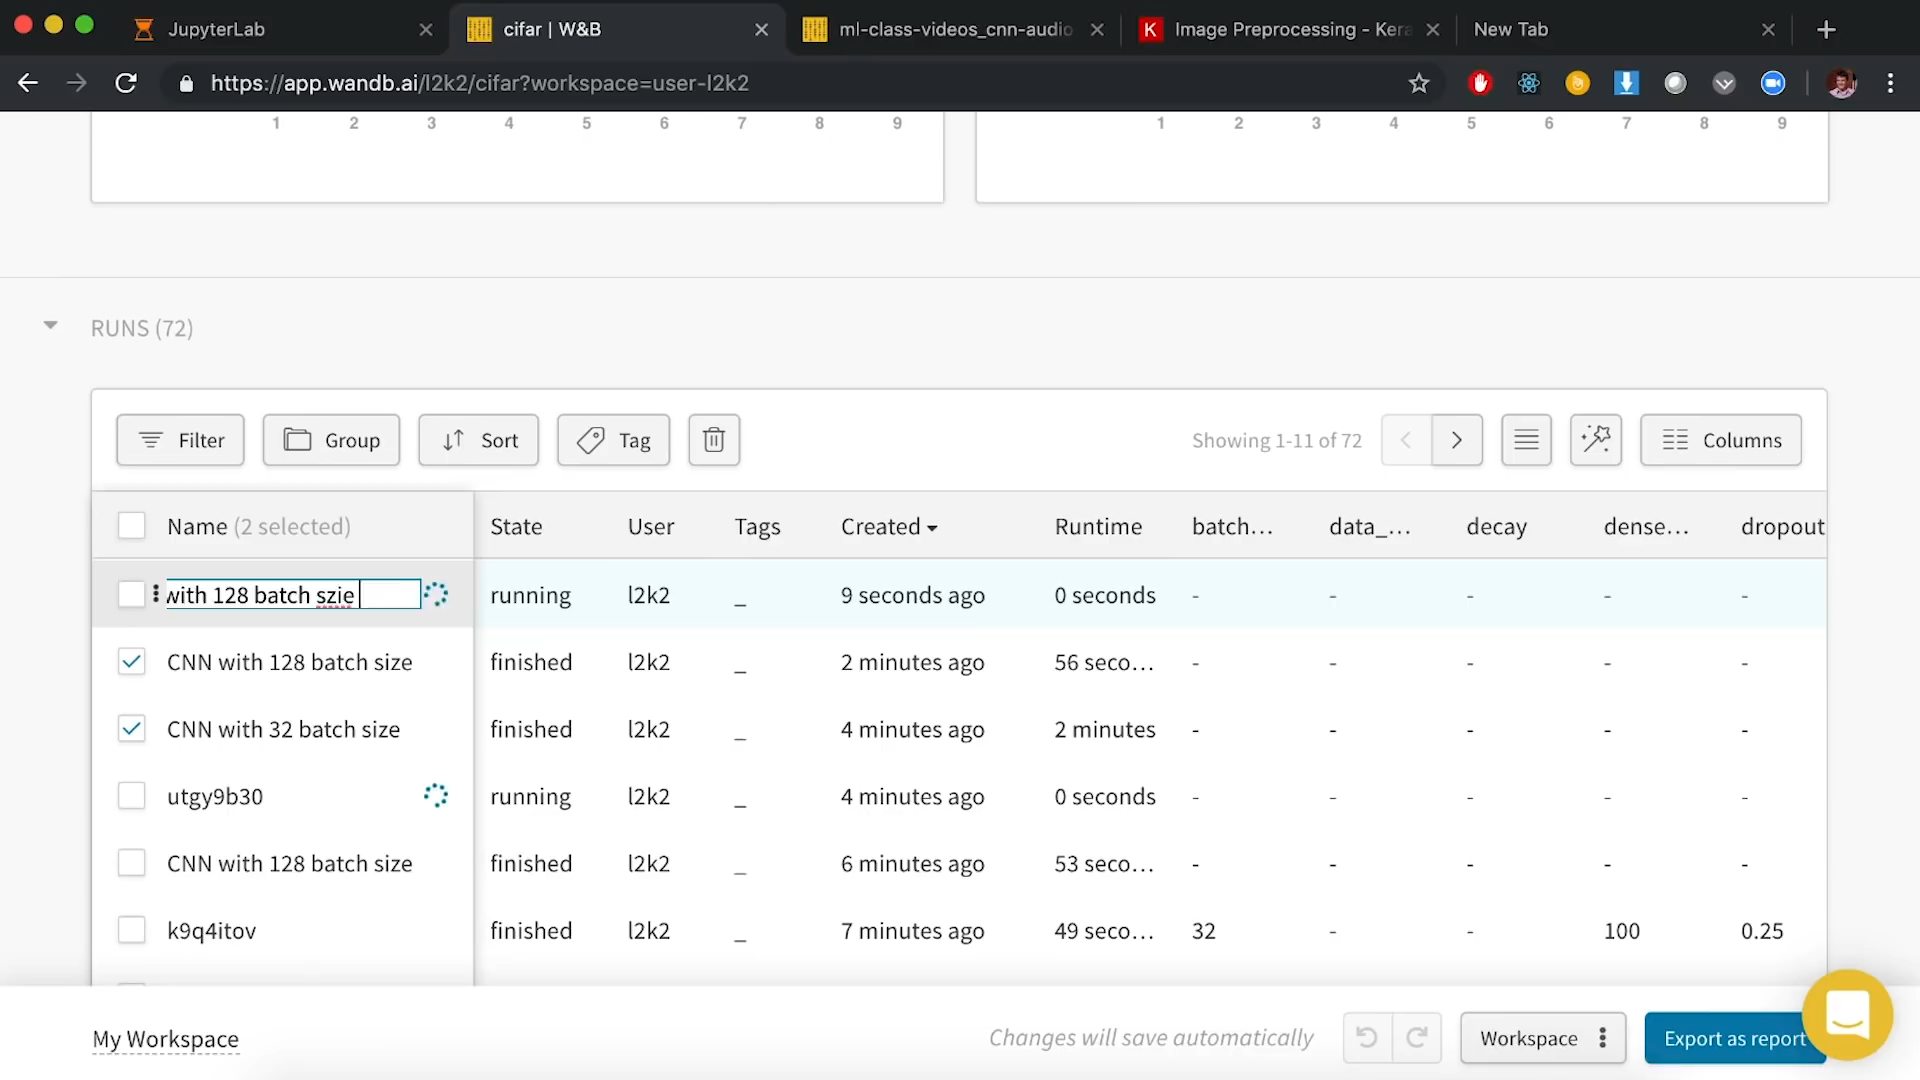 JupyterLab
cifar | W&B
ml-class-videos_cnn-audio
Image Preprocessing - Kera
New Tab
https://app.wandb.ai/l2k2/cifar?workspace=user-l2k2
1 2 3 4 5 6 7 8 9
1 2 3 4 5 6 7 8 9
RUNS (72)
Filter Group Sort Tag Showing 1-11 of 72 Columns
Name (2 selected) State User Tags Created Runtime batch... data_... decay dense... dropout
with 128 batch szie running l2k2 _ 9 seconds ago 0 seconds - - - - -
CNN with 128 batch size finished l2k2 _ 2 minutes ago 56 seco... - - - - -
CNN with 32 batch size finished l2k2 _ 4 minutes ago 2 minutes - - - - -
utgy9b30 running l2k2 _ 4 minutes ago 0 seconds - - - - -
CNN with 128 batch size finished l2k2 _ 6 minutes ago 53 seco... - - - - -
k9q4itov finished l2k2 _ 7 minutes ago 49 seco... 32 - - 100 0.25
My Workspace Changes will save automatically Workspace Export as report